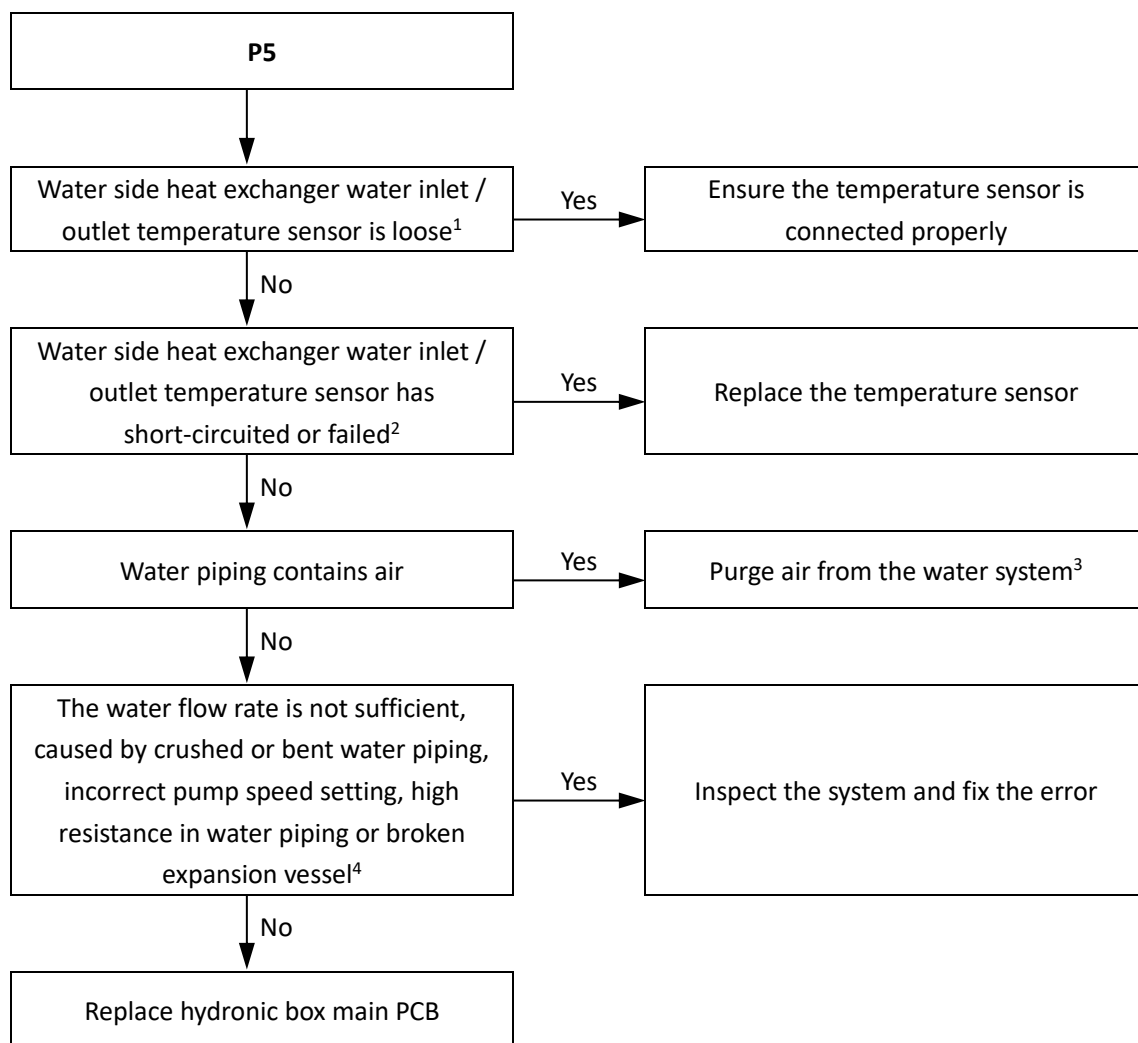 P5
Water side heat exchanger water inlet /
outlet temperature sensor is loose¹
Yes
Ensure the temperature sensor is
connected properly
No
Water side heat exchanger water inlet /
outlet temperature sensor has
short-circuited or failed²
Yes
Replace the temperature sensor
No
Water piping contains air
Yes
Purge air from the water system³
No
The water flow rate is not sufficient,
caused by crushed or bent water piping,
incorrect pump speed setting, high
resistance in water piping or broken
expansion vessel⁴
Yes
Inspect the system and fix the error
No
Replace hydronic box main PCB